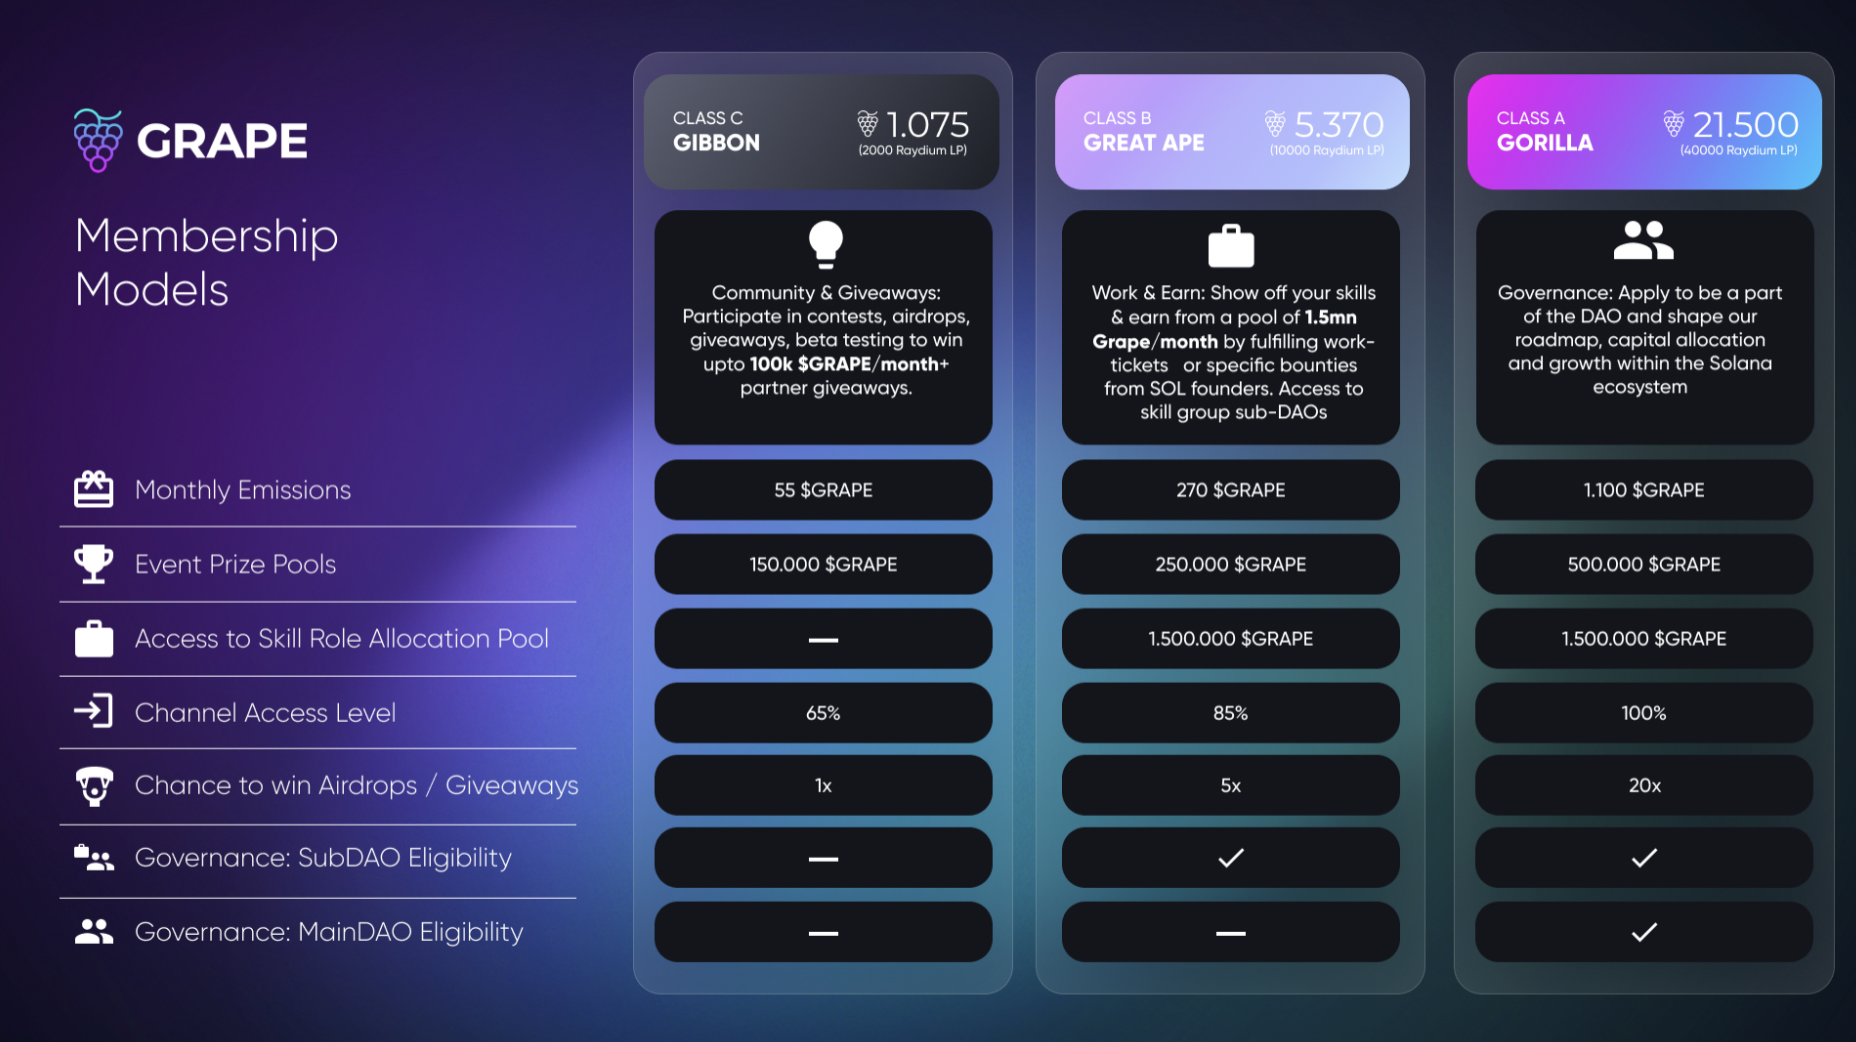 GRAPE
Membership
Models
CLASS C
GIBBON
1.075
(2000 Raydium LP)
Community & Giveaways:
Participate in contests, airdrops,
giveaways, beta testing to win
upto 100k $GRAPE/month+
partner giveaways.
CLASS B
GREAT APE
5.370
(10000 Raydium LP)
Work & Earn: Show off your skills
& earn from a pool of 1.5mn
Grape/month by fulfilling work-
tickets or specific bounties
from SOL founders. Access to
skill group sub-DAOs
CLASS A
GORILLA
21.500
(40000 Raydium LP)
Governance: Apply to be a part
of the DAO and shape our
roadmap, capital allocation
and growth within the Solana
ecosystem
Monthly Emissions
55 $GRAPE
270 $GRAPE
1.100 $GRAPE
Event Prize Pools
150.000 $GRAPE
250.000 $GRAPE
500.000 $GRAPE
Access to Skill Role Allocation Pool
—
1.500.000 $GRAPE
1.500.000 $GRAPE
Channel Access Level
65%
85%
100%
Chance to win Airdrops / Giveaways
1x
5x
20x
Governance: SubDAO Eligibility
—
✓
✓
Governance: MainDAO Eligibility
—
—
✓